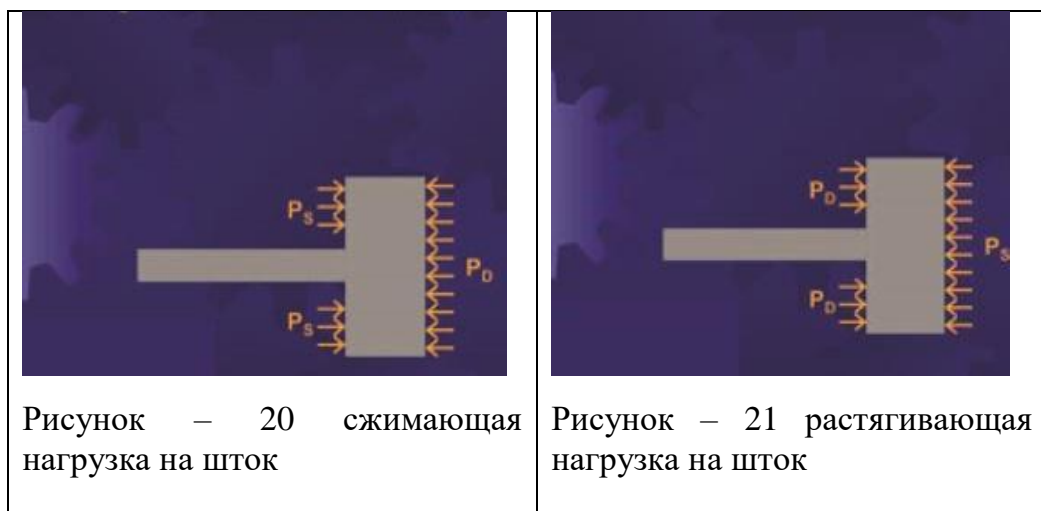 P_S
P_D
P_S
Рисунок – 20 сжимающая
нагрузка на шток
P_D
P_S
P_D
Рисунок – 21 растягивающая
нагрузка на шток